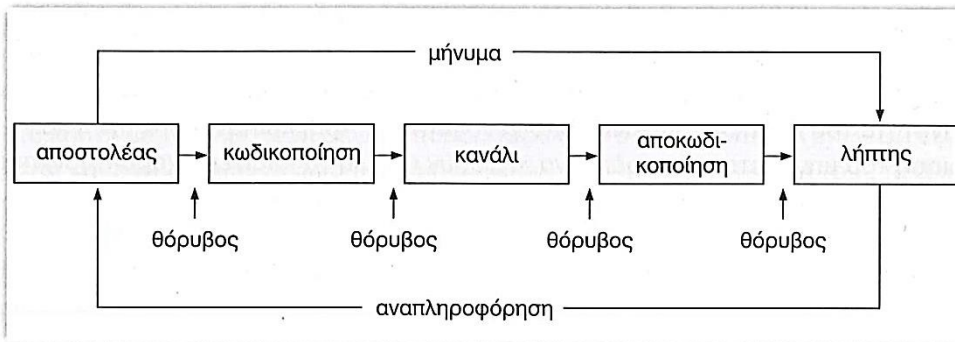 μήνυμα
αποστολέας
κωδικοποίηση
κανάλι
αποκωδι-
κοποίηση
λήπτης
θόρυβος
θόρυβος
θόρυβος
θόρυβος
αναπληροφόρηση